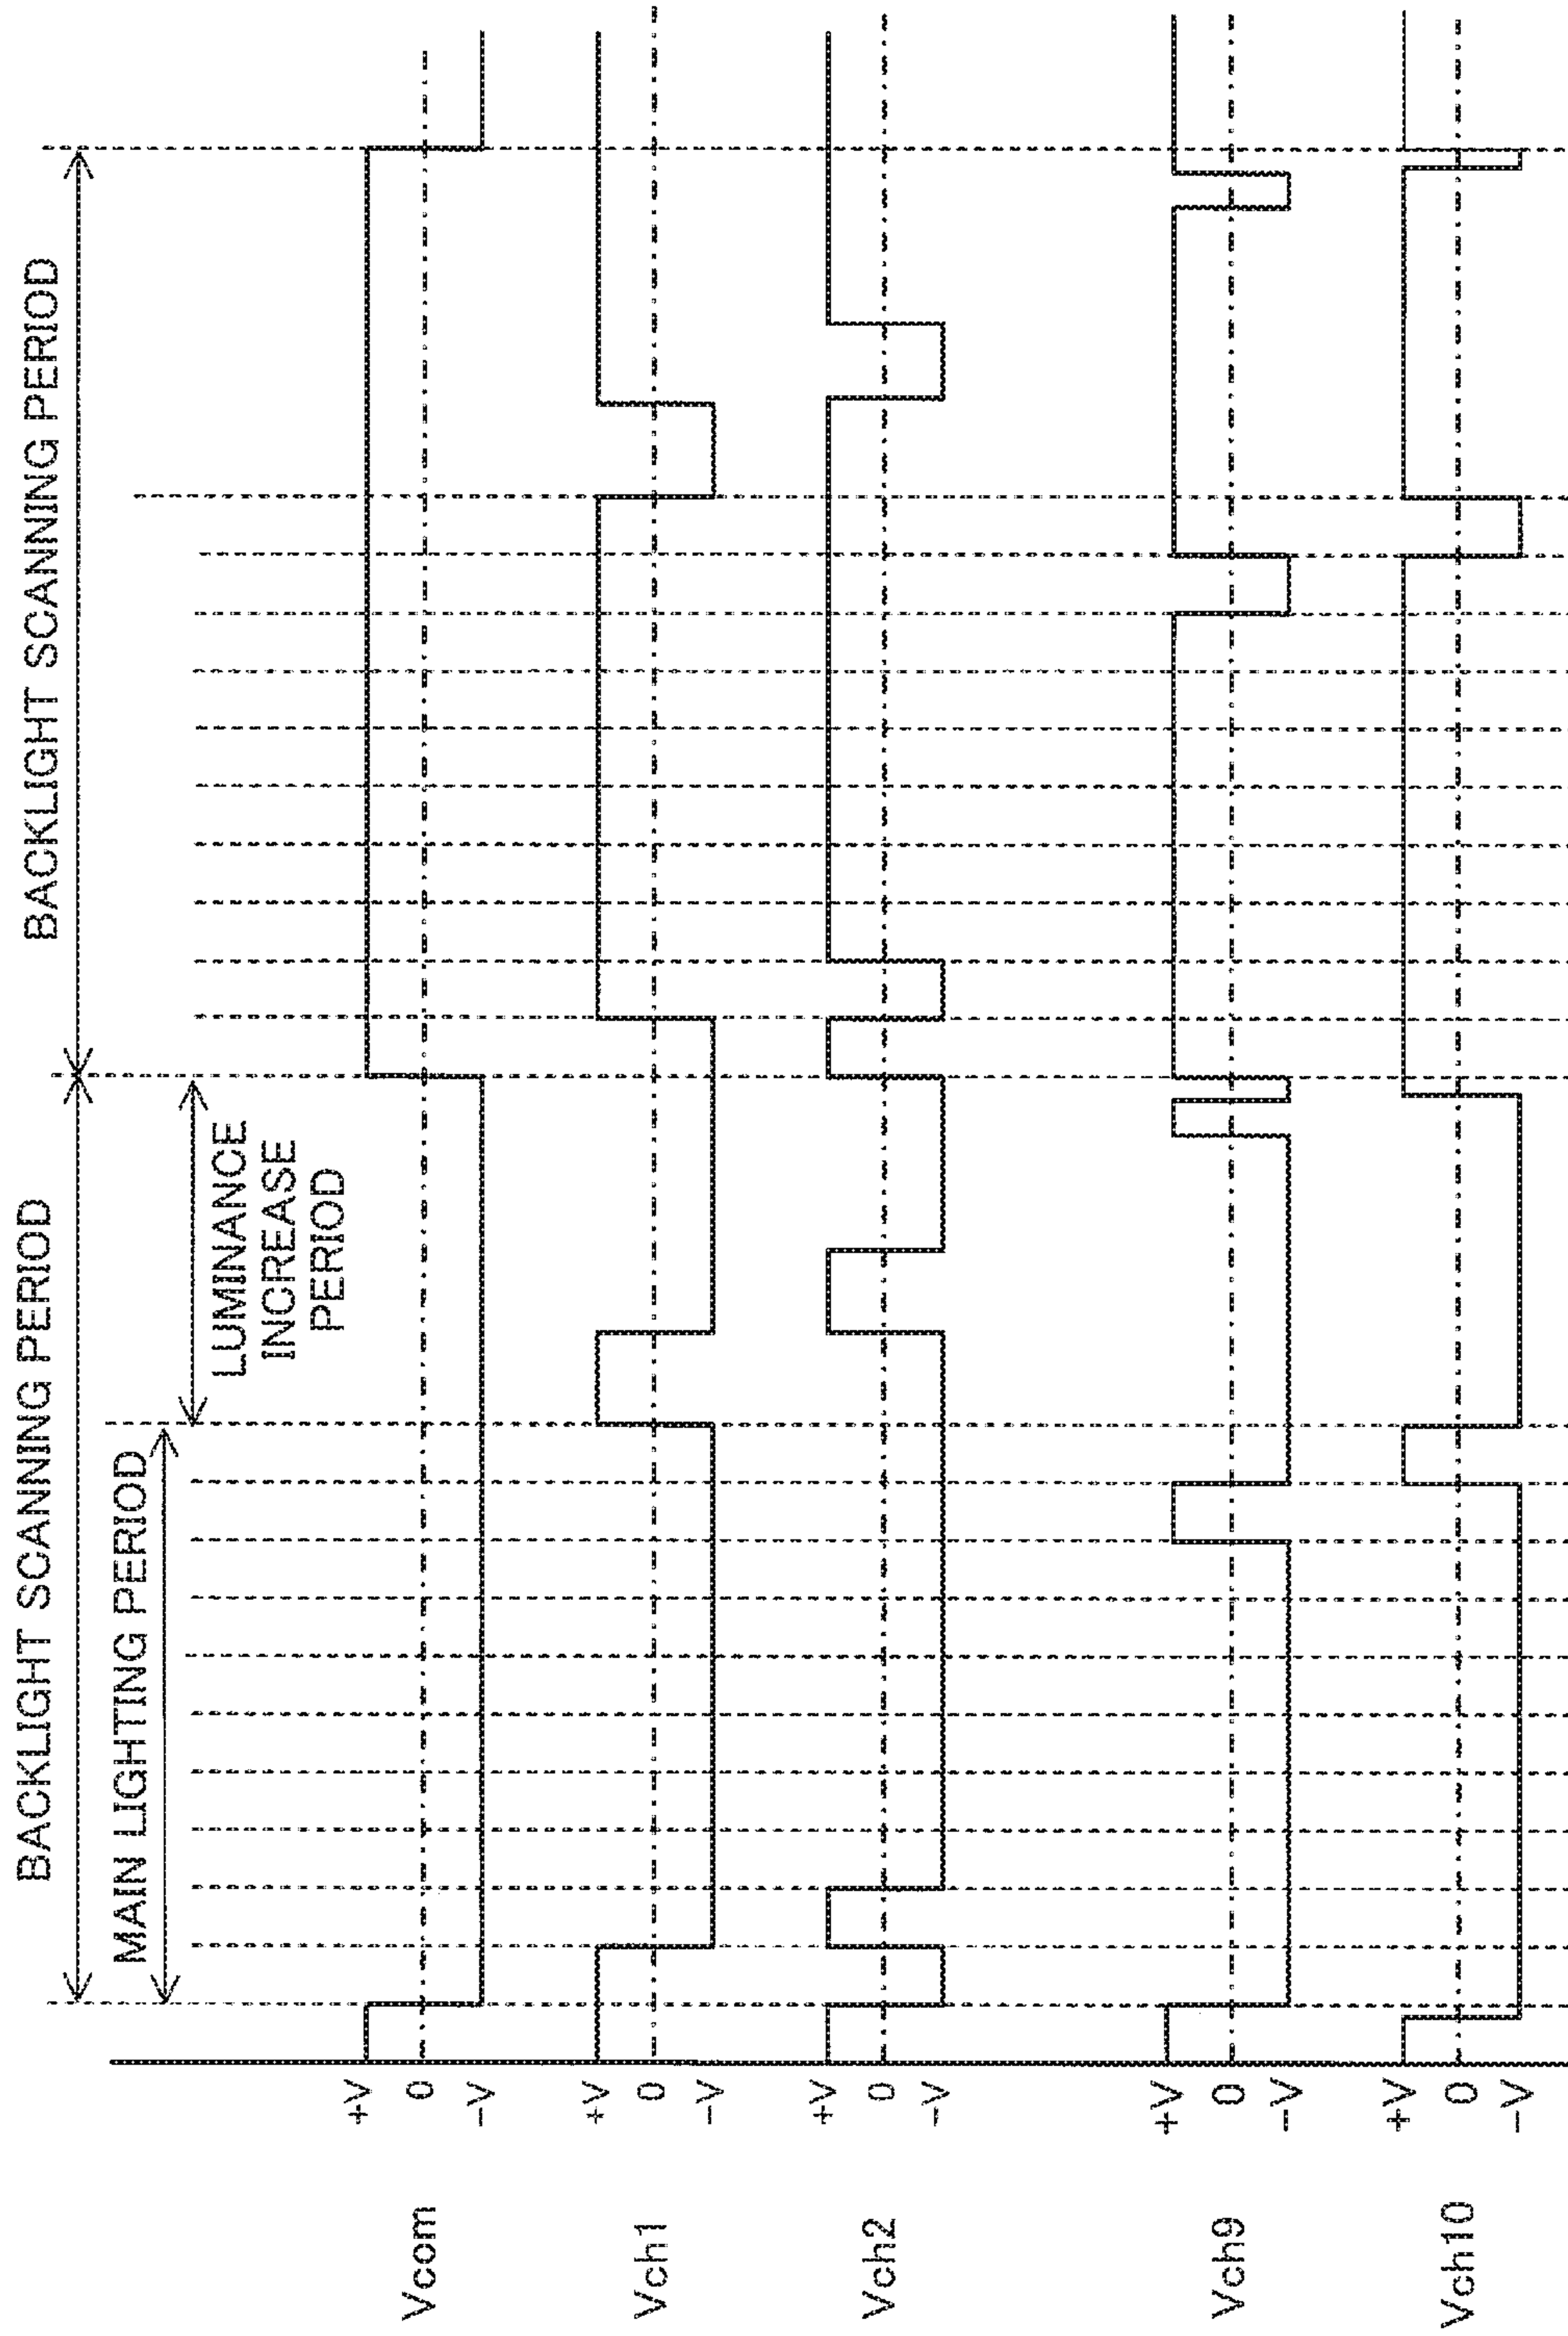 BACKLIGHT SCANNING PERIOD
BACKLIGHT SCANNING PERIOD
MAIN LIGHTING PERIOD
LUMINANCE
INCREASE
PERIOD
Vcom
+V
0
-V
Vch1
+V
0
-V
Vch2
+V
0
-V
Vch9
+V
0
-V
Vch10
+V
0
-V